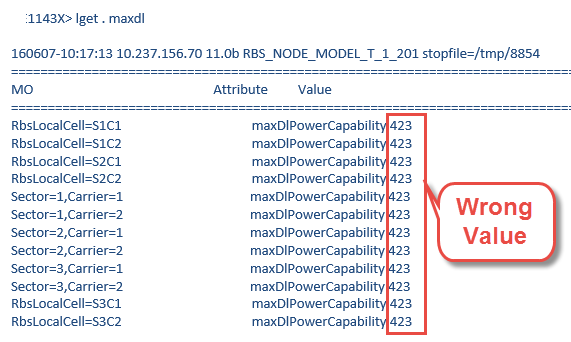 E1143X> lget . maxdl
160607-10:17:13 10.237.156.70 11.0b RBS_NODE_MODEL_T_1_201 stopfile=/tmp/8854
MO Attribute Value
RbsLocalCell=S1C1 maxDlPowerCapability 423
RbsLocalCell=S1C2 maxDlPowerCapability 423
RbsLocalCell=S2C1 maxDlPowerCapability 423
RbsLocalCell=S2C2 maxDlPowerCapability 423
Sector=1,Carrier=1 maxDlPowerCapability 423
Sector=1,Carrier=2 maxDlPowerCapability 423
Sector=2,Carrier=1 maxDlPowerCapability 423
Sector=2,Carrier=2 maxDlPowerCapability 423
Sector=3,Carrier=1 maxDlPowerCapability 423
Sector=3,Carrier=2 maxDlPowerCapability 423
RbsLocalCell=S3C1 maxDlPowerCapability 423
RbsLocalCell=S3C2 maxDlPowerCapability 423
Wrong
Value